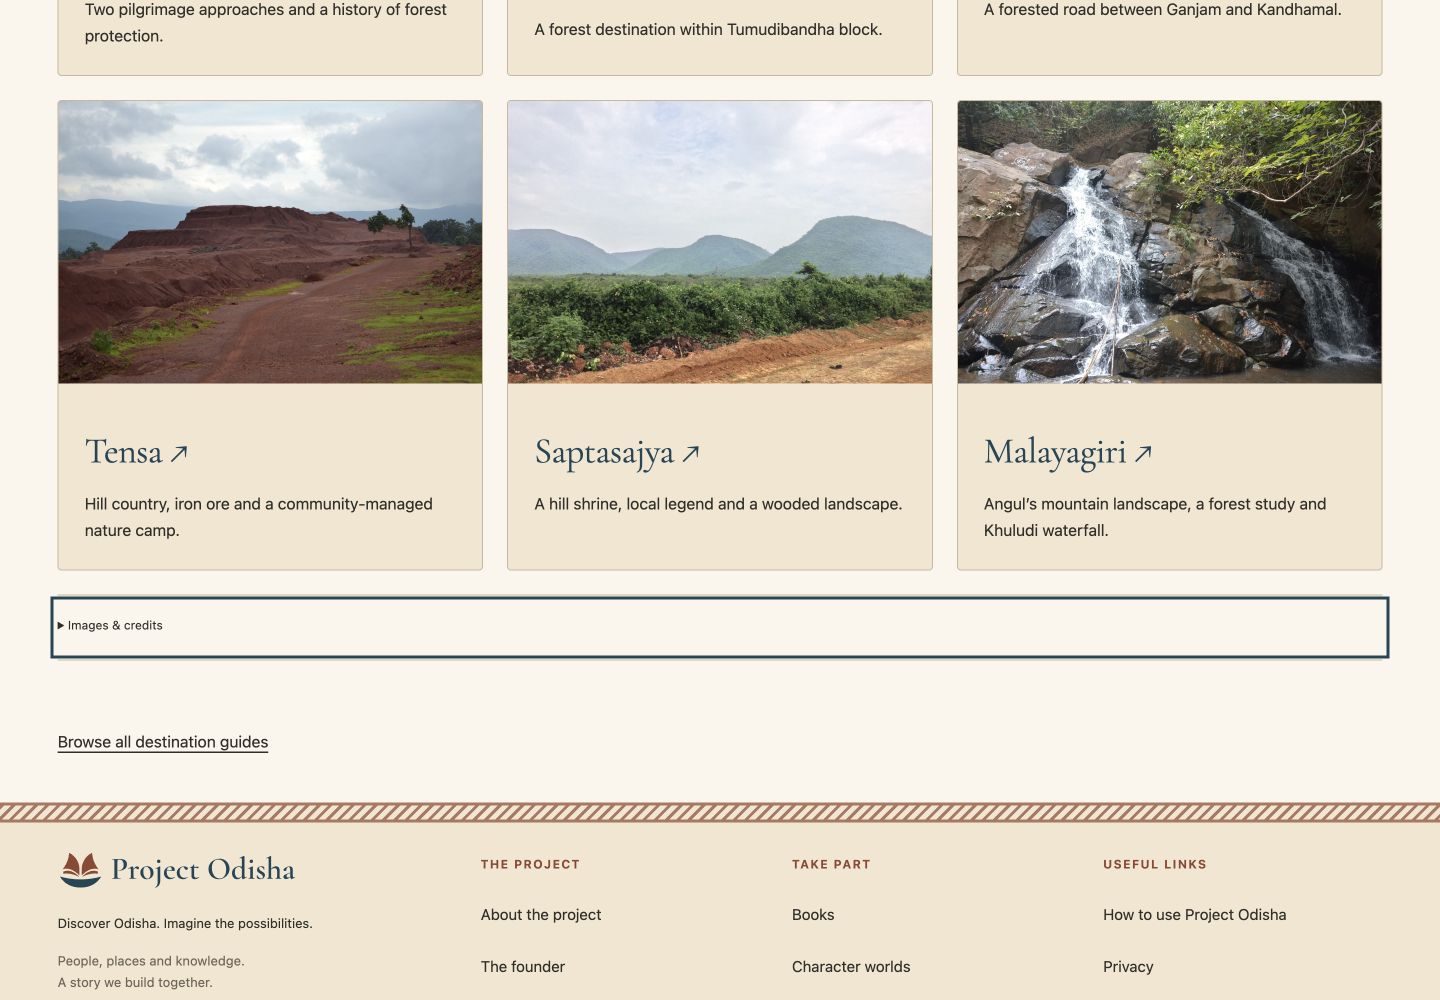 Two pilgrimage approaches and a history of forest
protection.
A forest destination within Tumudibandha block.
A forested road between Ganjam and Kandhamal.
Tensa ↗
Hill country, iron ore and a community-managed
nature camp.
Saptasajya ↗
A hill shrine, local legend and a wooded landscape.
Malayagiri ↗
Angul’s mountain landscape, a forest study and
Khuludi waterfall.
Images & credits
Browse all destination guides
Project Odisha
Discover Odisha. Imagine the possibilities.
People, places and knowledge.
A story we build together.
THE PROJECT
About the project
The founder
TAKE PART
Books
Character worlds
USEFUL LINKS
How to use Project Odisha
Privacy